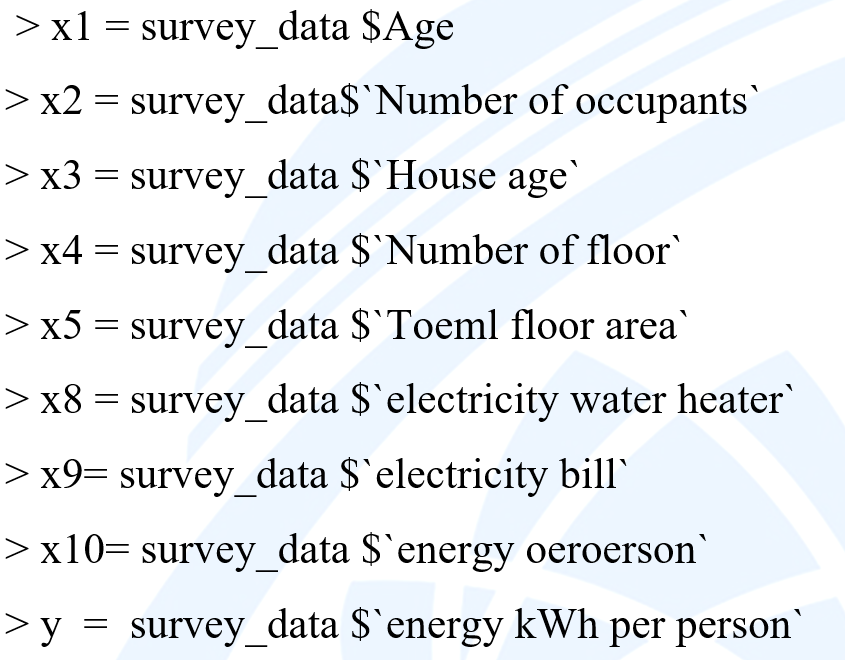 > x1 = survey_data $Age
> x2 = survey_data$`Number of occupants`
> x3 = survey_data $`House age`
> x4 = survey_data $`Number of floor`
> x5 = survey_data $`Toeml floor area`
> x8 = survey_data $`electricity water heater`
> x9= survey_data $`electricity bill`
> x10= survey_data $`energy oeroerson`
> y = survey_data $`energy kWh per person`